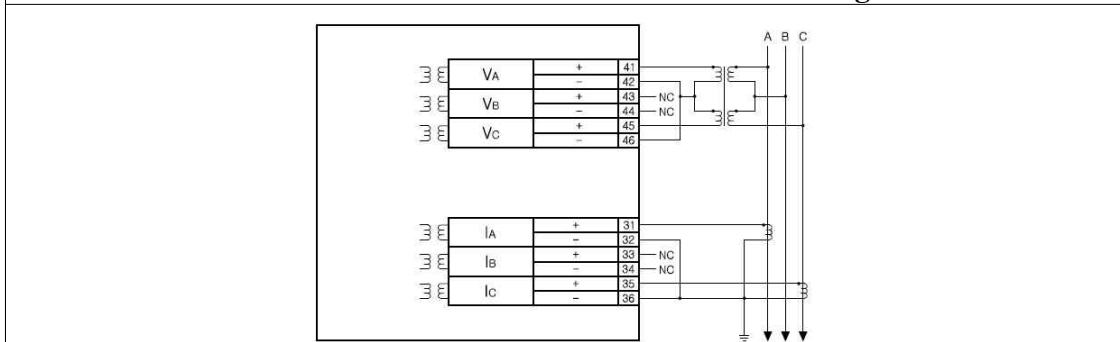 A B C
VA + 41
− 42
VB + 43 NC
− 44 NC
VC + 45
− 46
IA + 31
− 32
IB + 33 NC
− 34 NC
IC + 35
− 36